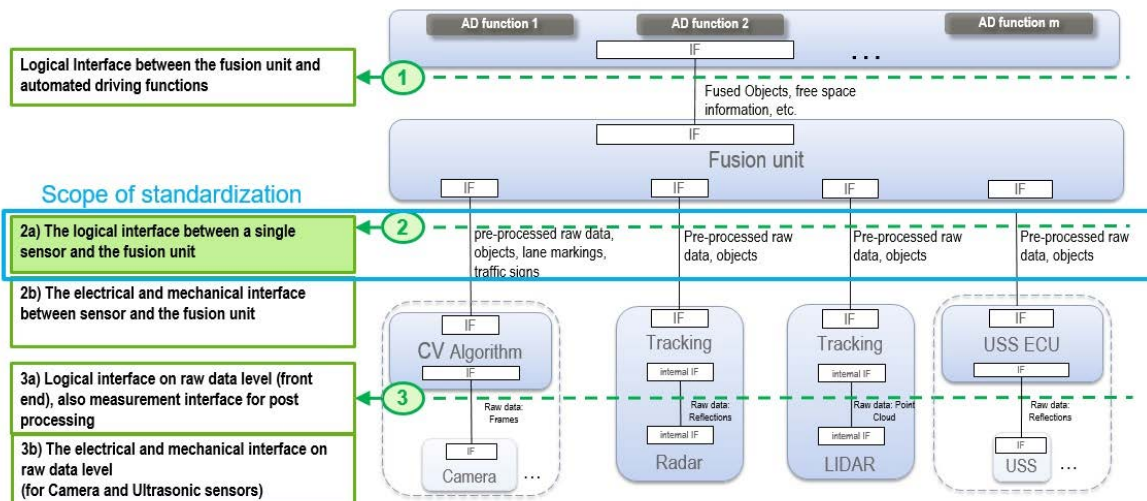 AD function 1
AD function 2
AD function m
IF
...
Logical Interface between the fusion unit and
automated driving functions
1
Fused Objects, free space
information, etc.
IF
Fusion unit
IF
IF
IF
IF
Scope of standardization
2a) The logical interface between a single
sensor and the fusion unit
2
pre-processed raw data,
objects, lane markings,
traffic signs
Pre-processed raw
data, objects
Pre-processed raw
data, objects
Pre-processed raw
data, objects
2b) The electrical and mechanical interface
between sensor and the fusion unit
IF
CV Algorithm
IF
IF
Tracking
internal IF
IF
Tracking
internal IF
IF
USS ECU
IF
3a) Logical interface on raw data level (front
end), also measurement interface for post
processing
3
Raw data:
Frames
Raw data:
Reflections
Raw data: Point
Cloud
Raw data:
Reflections
3b) The electrical and mechanical interface on
raw data level
(for Camera and Ultrasonic sensors)
IF
Camera
...
internal IF
Radar
internal IF
LIDAR
IF
USS
...